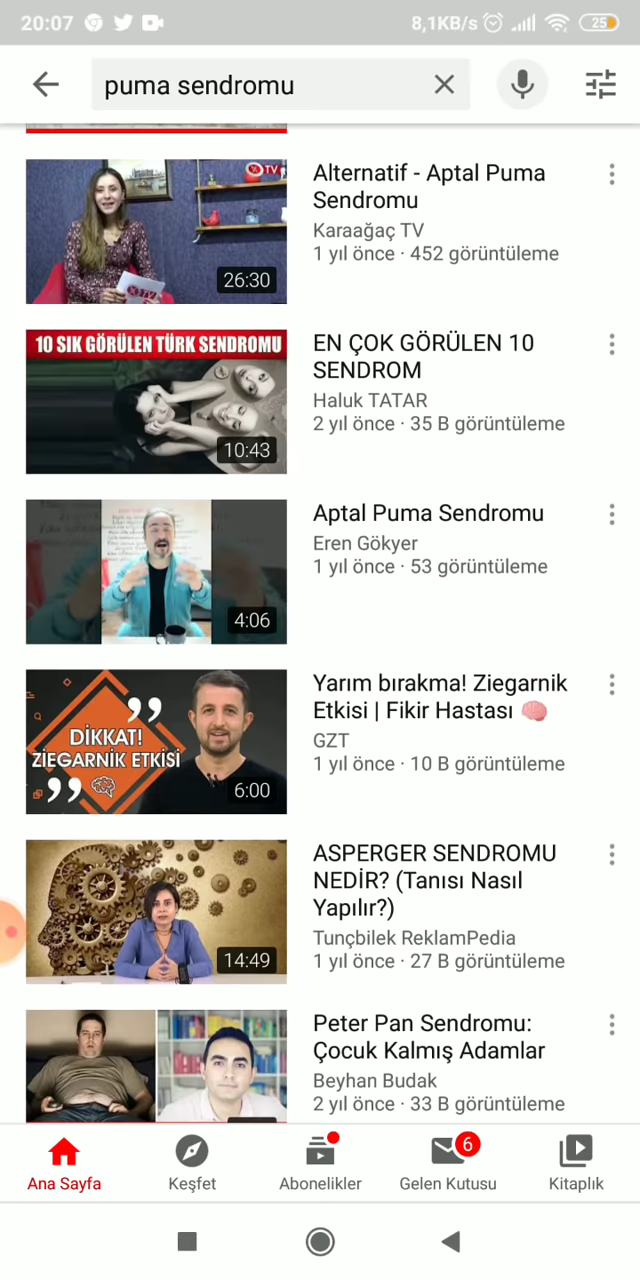 20:07
8,1KB/s
25
puma sendromu
TV
TV
26:30
Alternatif - Aptal Puma
Sendromu
Karaağaç TV
1 yıl önce · 452 görüntüleme
10 SIK GÖRÜLEN TÜRK SENDROMU
10:43
EN ÇOK GÖRÜLEN 10
SENDROM
Haluk TATAR
2 yıl önce · 35 B görüntüleme
4:06
Aptal Puma Sendromu
Eren Gökyer
1 yıl önce · 53 görüntüleme
DİKKAT!
ZİEGARNİK ETKİSİ
6:00
Yarım bırakma! Ziegarnik
Etkisi | Fikir Hastası 🧠
GZT
1 yıl önce · 10 B görüntüleme
14:49
ASPERGER SENDROMU
NEDİR? (Tanısı Nasıl
Yapılır?)
Tunçbilek ReklamPedia
1 yıl önce · 27 B görüntüleme
Peter Pan Sendromu:
Çocuk Kalmış Adamlar
Beyhan Budak
2 yıl önce · 33 B görüntüleme
6
Ana Sayfa
Keşfet
Abonelikler
Gelen Kutusu
Kitaplık